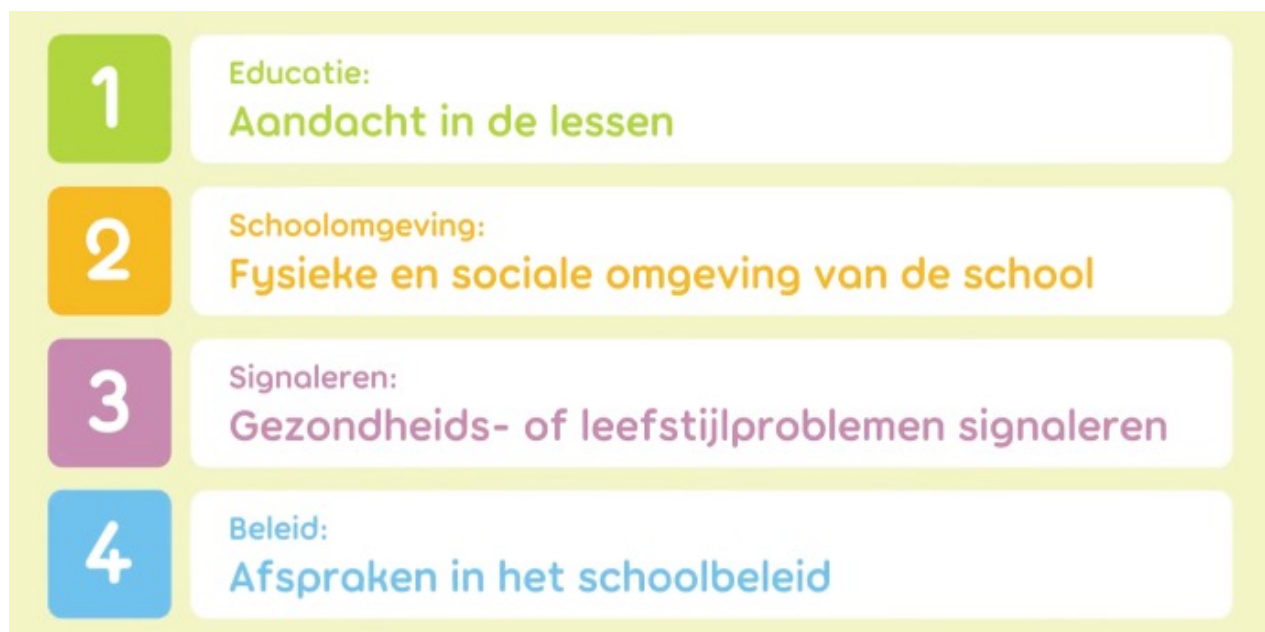 1
Educatie:
Aandacht in de lessen
2
Schoolomgeving:
Fysieke en sociale omgeving van de school
3
Signaleren:
Gezondheids- of leefstijlproblemen signaleren
4
Beleid:
Afspraken in het schoolbeleid